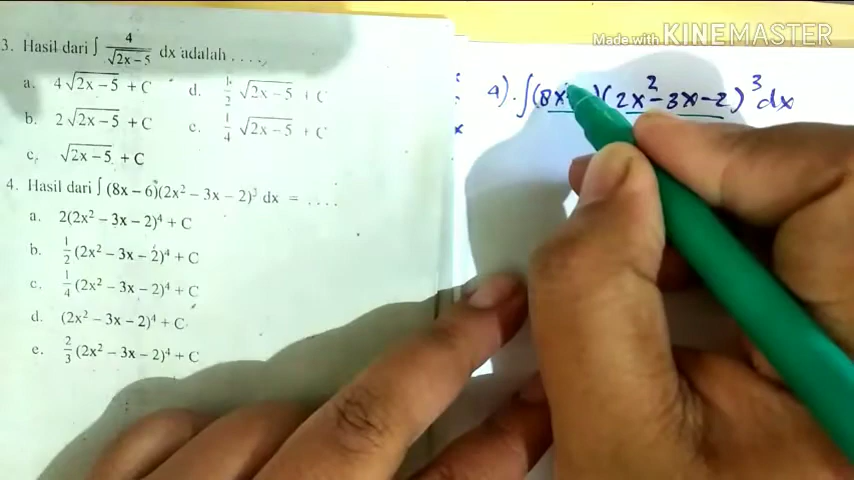 Made with KINEMASTER
3. Hasil dari ∫ 4/√(2x – 5) dx adalah . . . .
a. 4√(2x – 5) + C d. 1/2 √(2x – 5) + C
b. 2√(2x – 5) + C e. 1/4 √(2x – 5) + C
c. √(2x – 5) + C
4. Hasil dari ∫ (8x – 6)(2x² – 3x – 2)³ dx = . . . .
a. 2(2x² – 3x – 2)⁴ + C
b. 1/2 (2x² – 3x – 2)⁴ + C
c. 1/4 (2x² – 3x – 2)⁴ + C
d. (2x² – 3x – 2)⁴ + C
e. 2/3 (2x² – 3x – 2)⁴ + C
4). ∫(8x )(2x² – 3x – 2)³ dx